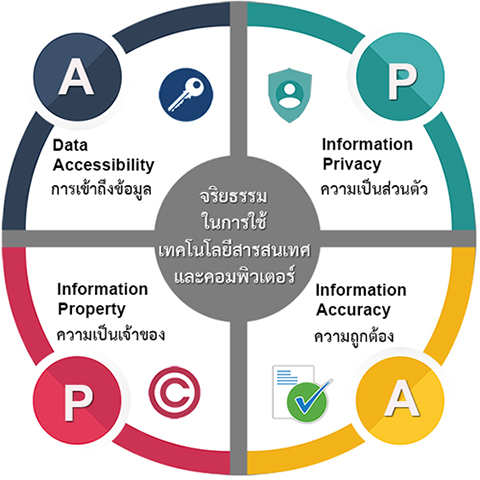 A
Data
Accessibility
การเข้าถึงข้อมูล
P
Information
Privacy
ความเป็นส่วนตัว
จริยธรรม
ในการใช้
เทคโนโลยีสารสนเทศ
และคอมพิวเตอร์
Information
Property
ความเป็นเจ้าของ
P
©
Information
Accuracy
ความถูกต้อง
A